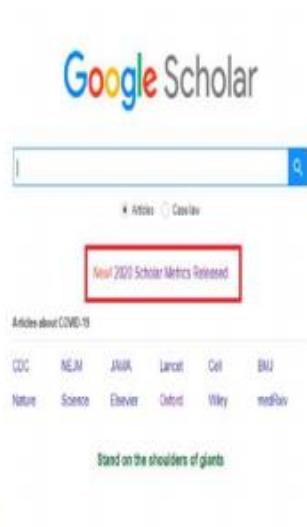 Google Scholar
Articles Case law
New! 2020 Scholar Metrics Released
Articles about COVID-19
CDC NEJM JAMA Lancet Cell BMJ
Nature Science Elsevier Oxford Wiley medRxiv
Stand on the shoulders of giants